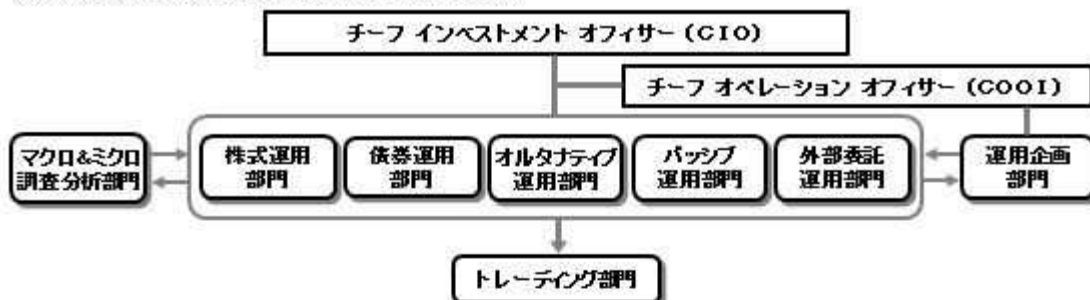 チーフ インベストメント オフィサー (CIO)
チーフ オペレーション オフィサー (COOI)
マクロ&ミクロ
調査分析部門
株式運用
部門
債券運用
部門
オルタナティブ
運用部門
パッシブ
運用部門
外部委託
運用部門
運用企画
部門
トレーディング部門